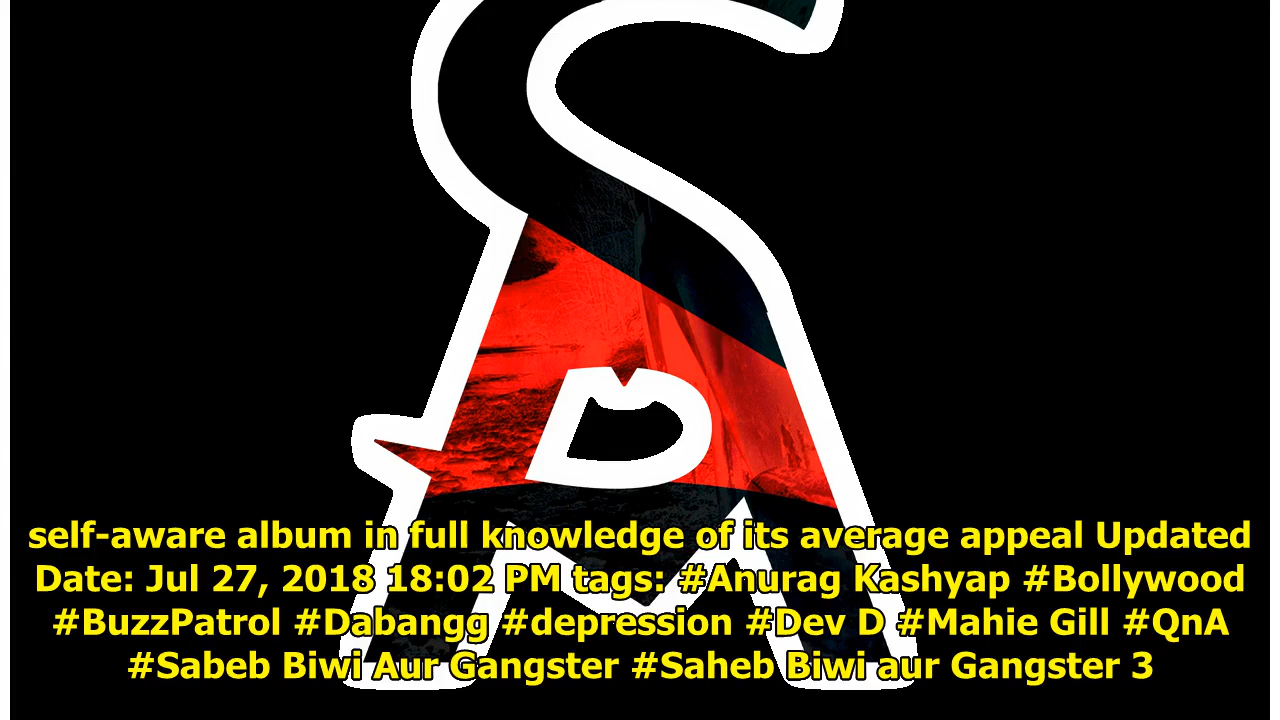 self-aware album in full knowledge of its average appeal Updated
Date: Jul 27, 2018 18:02 PM tags: #Anurag Kashyap #Bollywood
#BuzzPatrol #Dabangg #depression #Dev D #Mahie Gill #QnA
#Sabeb Biwi Aur Gangster #Saheb Biwi aur Gangster 3